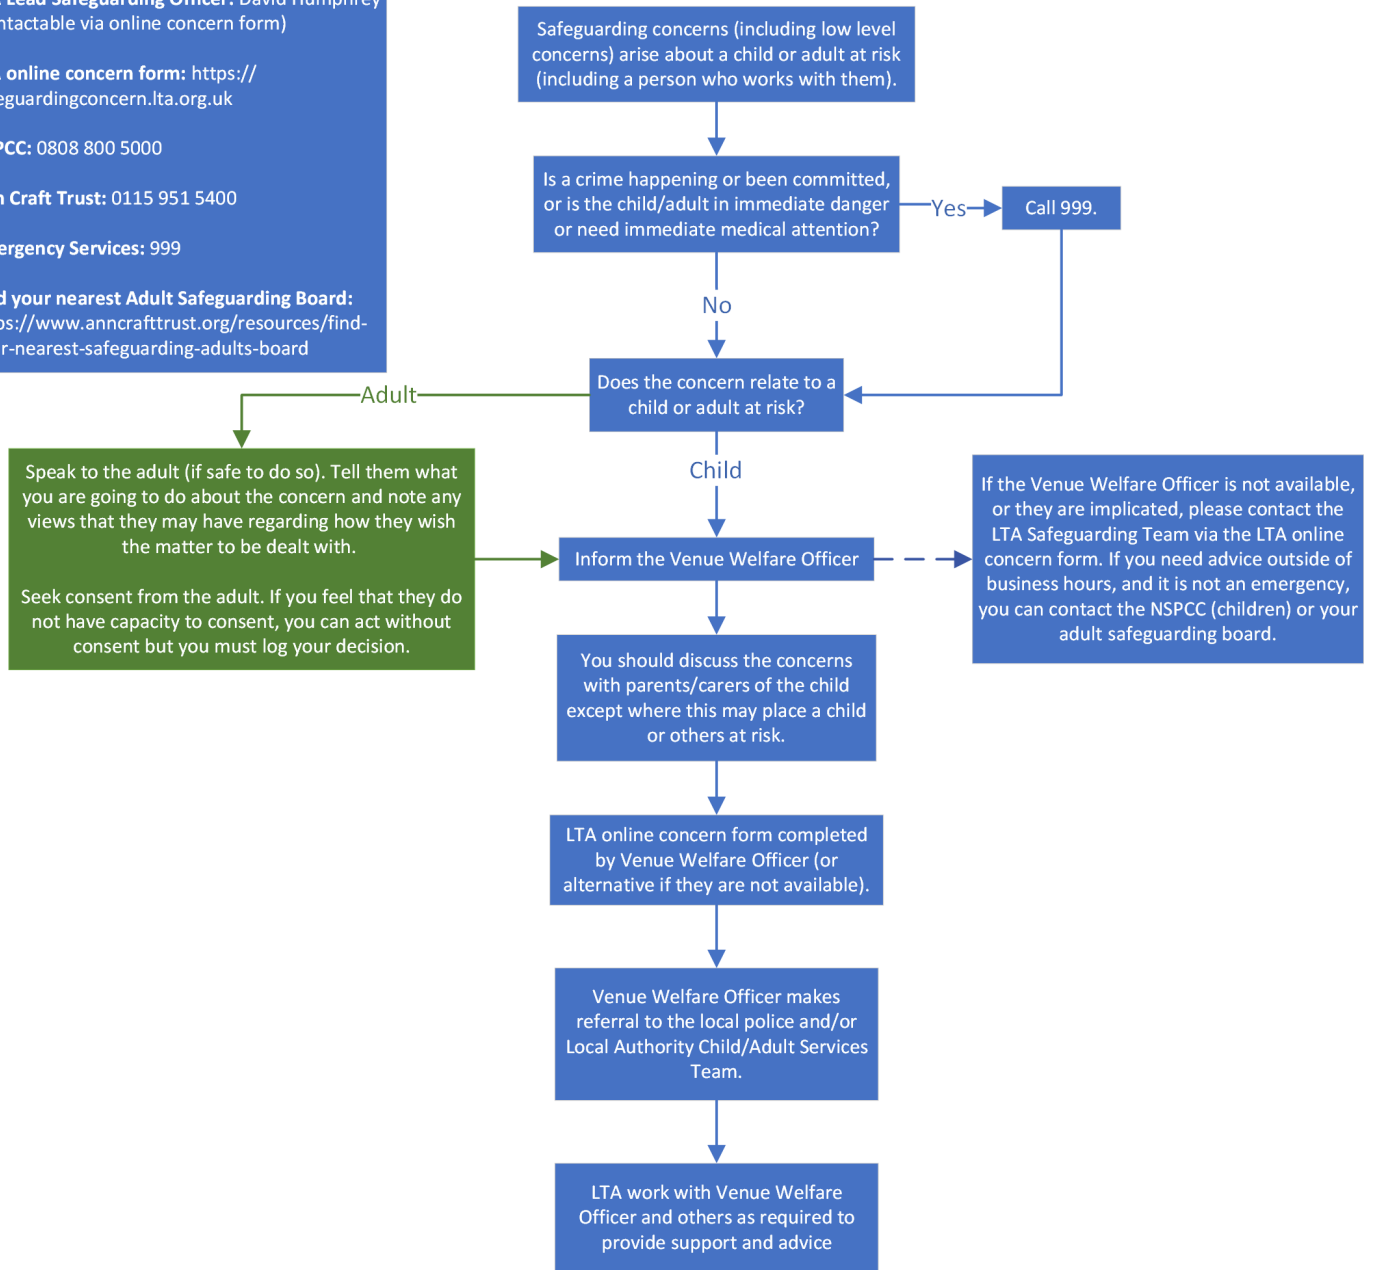 Lead Safeguarding Officer: David Humphrey
ntactable via online concern form)
online concern form: https://
eguardingconcern.lta.org.uk
PCC: 0808 800 5000
n Craft Trust: 0115 951 5400
ergency Services: 999
d your nearest Adult Safeguarding Board:
ps://www.anncrafttrust.org/resources/find-
r-nearest-safeguarding-adults-board
Safeguarding concerns (including low level
concerns) arise about a child or adult at risk
(including a person who works with them).
Is a crime happening or been committed,
or is the child/adult in immediate danger
or need immediate medical attention?
Yes
Call 999.
No
Does the concern relate to a
child or adult at risk?
Adult
Speak to the adult (if safe to do so). Tell them what
you are going to do about the concern and note any
views that they may have regarding how they wish
the matter to be dealt with.
Seek consent from the adult. If you feel that they do
not have capacity to consent, you can act without
consent but you must log your decision.
Child
Inform the Venue Welfare Officer
If the Venue Welfare Officer is not available,
or they are implicated, please contact the
LTA Safeguarding Team via the LTA online
concern form. If you need advice outside of
business hours, and it is not an emergency,
you can contact the NSPCC (children) or your
adult safeguarding board.
You should discuss the concerns
with parents/carers of the child
except where this may place a child
or others at risk.
LTA online concern form completed
by Venue Welfare Officer (or
alternative if they are not available).
Venue Welfare Officer makes
referral to the local police and/or
Local Authority Child/Adult Services
Team.
LTA work with Venue Welfare
Officer and others as required to
provide support and advice